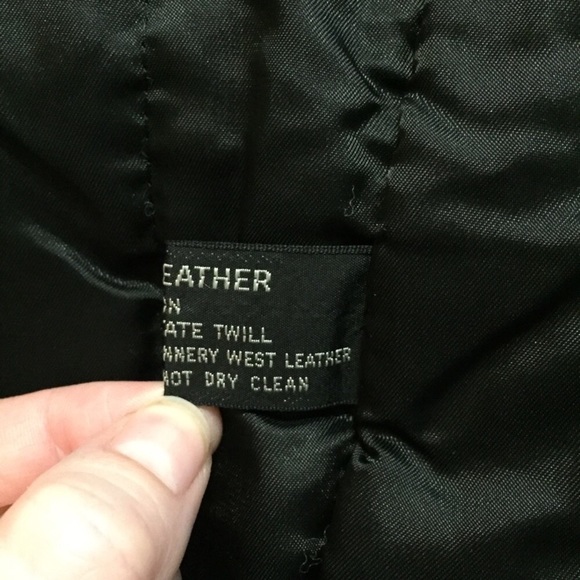 EATHER
ON
ATE TWILL
NNERY WEST LEATHER
NOT DRY CLEAN